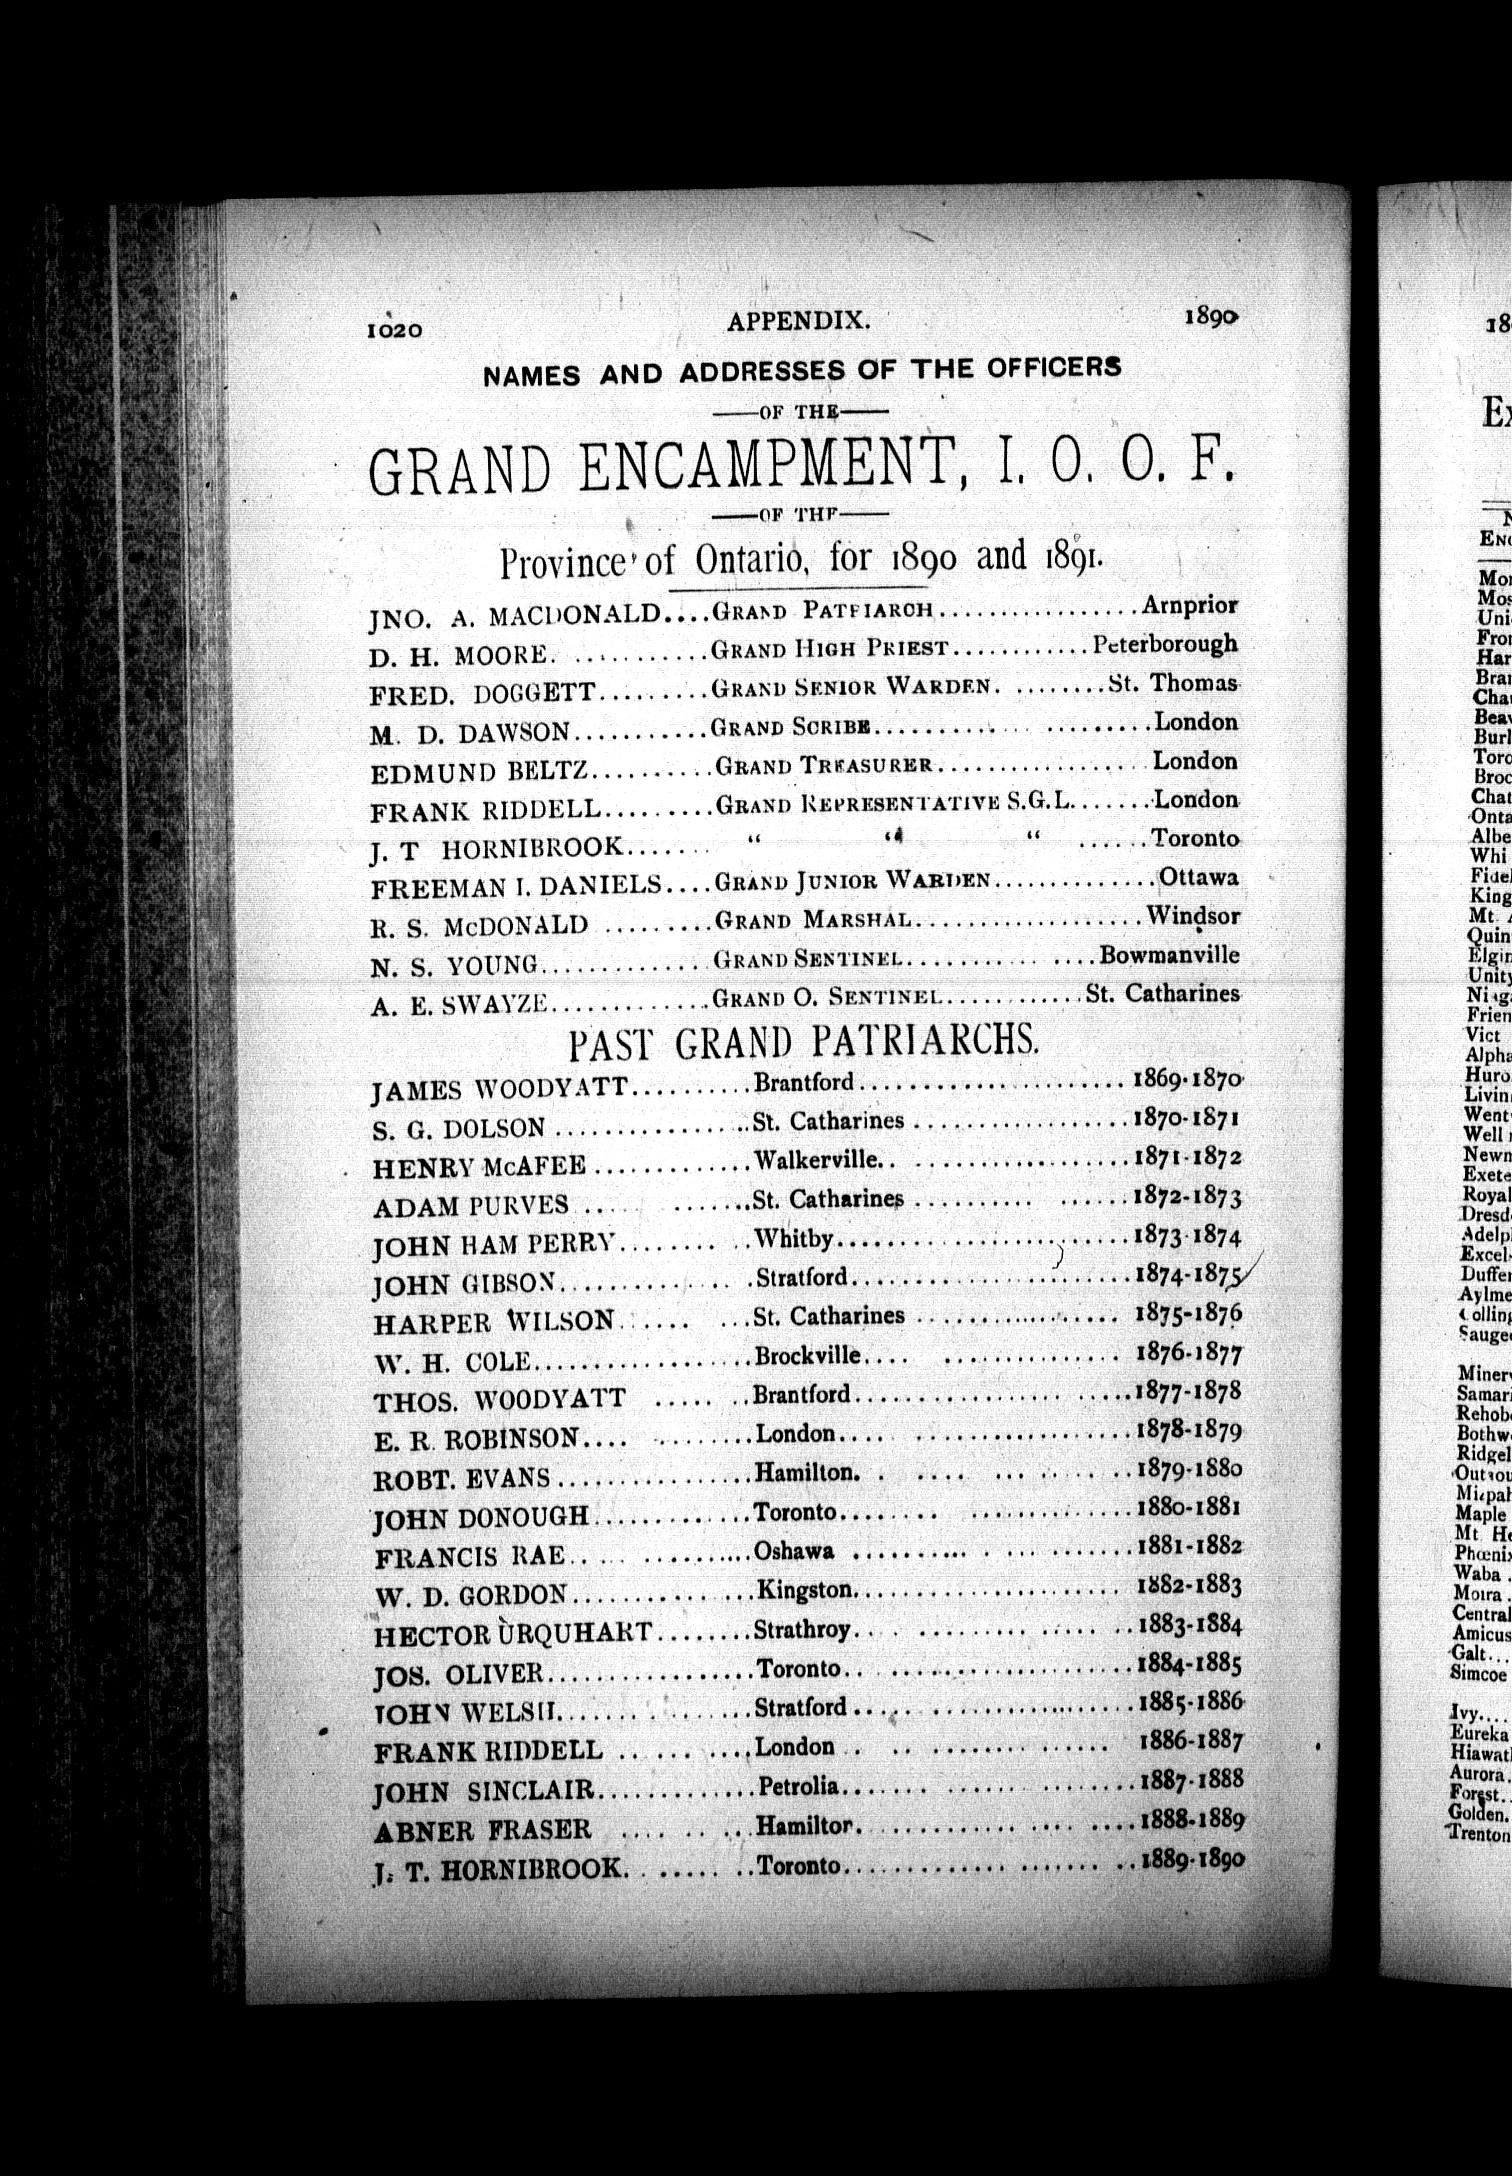 1020 APPENDIX. 1890
NAMES AND ADDRESSES OF THE OFFICERS
——OF THE——
GRAND ENCAMPMENT, I. O. O. F.
——OF THE——
Province of Ontario, for 1890 and 1891.
JNO. A. MACDONALD....GRAND PATRIARCH................Arnprior
D. H. MOORE...........GRAND HIGH PRIEST............Peterborough
FRED. DOGGETT.........GRAND SENIOR WARDEN.........St. Thomas
M. D. DAWSON...........GRAND SCRIBE....................London
EDMUND BELTZ..........GRAND TREASURER................London
FRANK RIDDELL.........GRAND REPRESENTATIVE S.G.L.......London
J. T HORNIBROOK....... " " " ......Toronto
FREEMAN I. DANIELS....GRAND JUNIOR WARDEN..............Ottawa
R. S. McDONALD .........GRAND MARSHAL...................Windsor
N. S. YOUNG.............GRAND SENTINEL...............Bowmanville
A. E. SWAYZE.............GRAND O. SENTINEL............St. Catharines
PAST GRAND PATRIARCHS.
JAMES WOODYATT..........Brantford......................1869-1870
S. G. DOLSON ................St. Catharines .................1870-1871
HENRY McAFEE .............Walkerville....................1871-1872
ADAM PURVES ............St. Catharines ................1872-1873
JOHN HAM PERRY..........Whitby........................1873-1874
JOHN GIBSON...............Stratford.......................1874-1875
HARPER WILSON..........St. Catharines ................1875-1876
W. H. COLE.................Brockville.................... 1876-1877
THOS. WOODYATT .......Brantford.....................1877-1878
E. R. ROBINSON............London......................1878-1879
ROBT. EVANS ...............Hamilton. .................1879-1880
JOHN DONOUGH.............Toronto.....................1880-1881
FRANCIS RAE..............Oshawa .....................1881-1882
W. D. GORDON..............Kingston...................... 1882-1883
HECTOR URQUHART........Strathroy....................1883-1884
JOS. OLIVER.................Toronto......................1884-1885
JOHN WELSH..............Stratford.....................1885-1886
FRANK RIDDELL ..........London .................. 1886-1887
JOHN SINCLAIR............Petrolia......................1887-1888
ABNER FRASER .........Hamilton.....................1888-1889
J. T. HORNIBROOK.........Toronto......................1889-1890